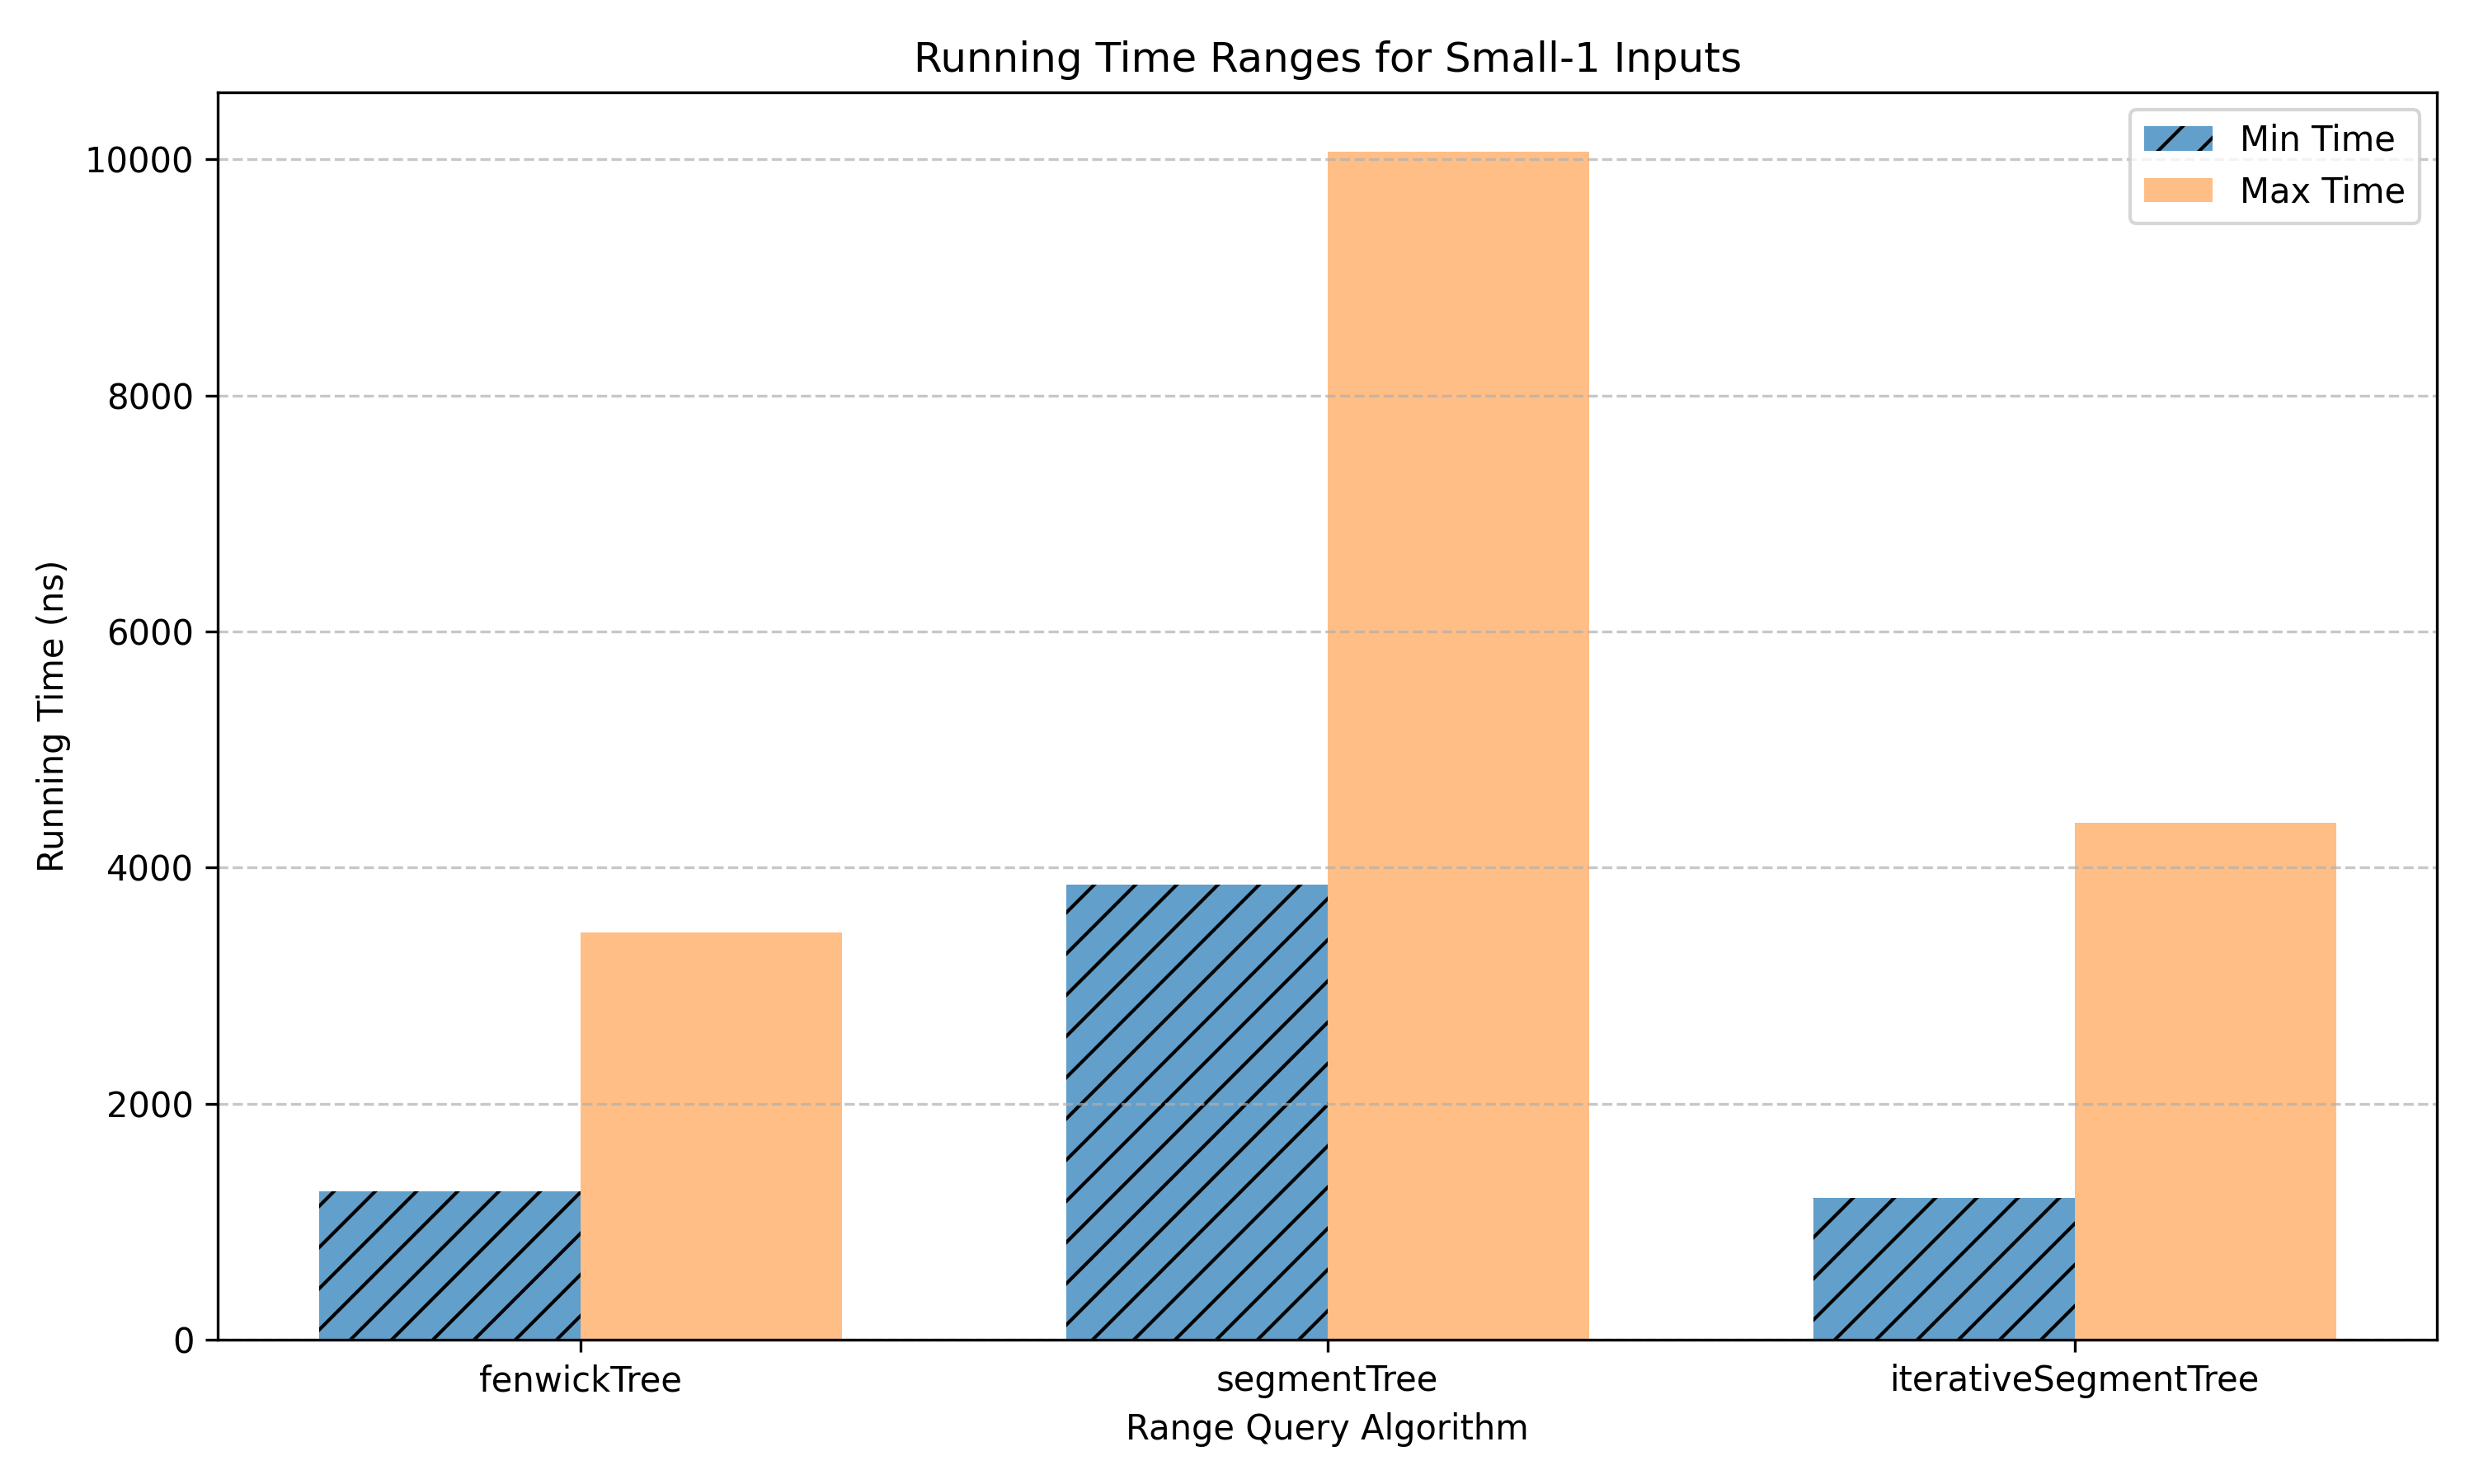 Running Time Ranges for Small-1 Inputs
Min Time
Max Time
10000
8000
6000
4000
2000
0
Running Time (ns)
fenwickTree
segmentTree
iterativeSegmentTree
Range Query Algorithm